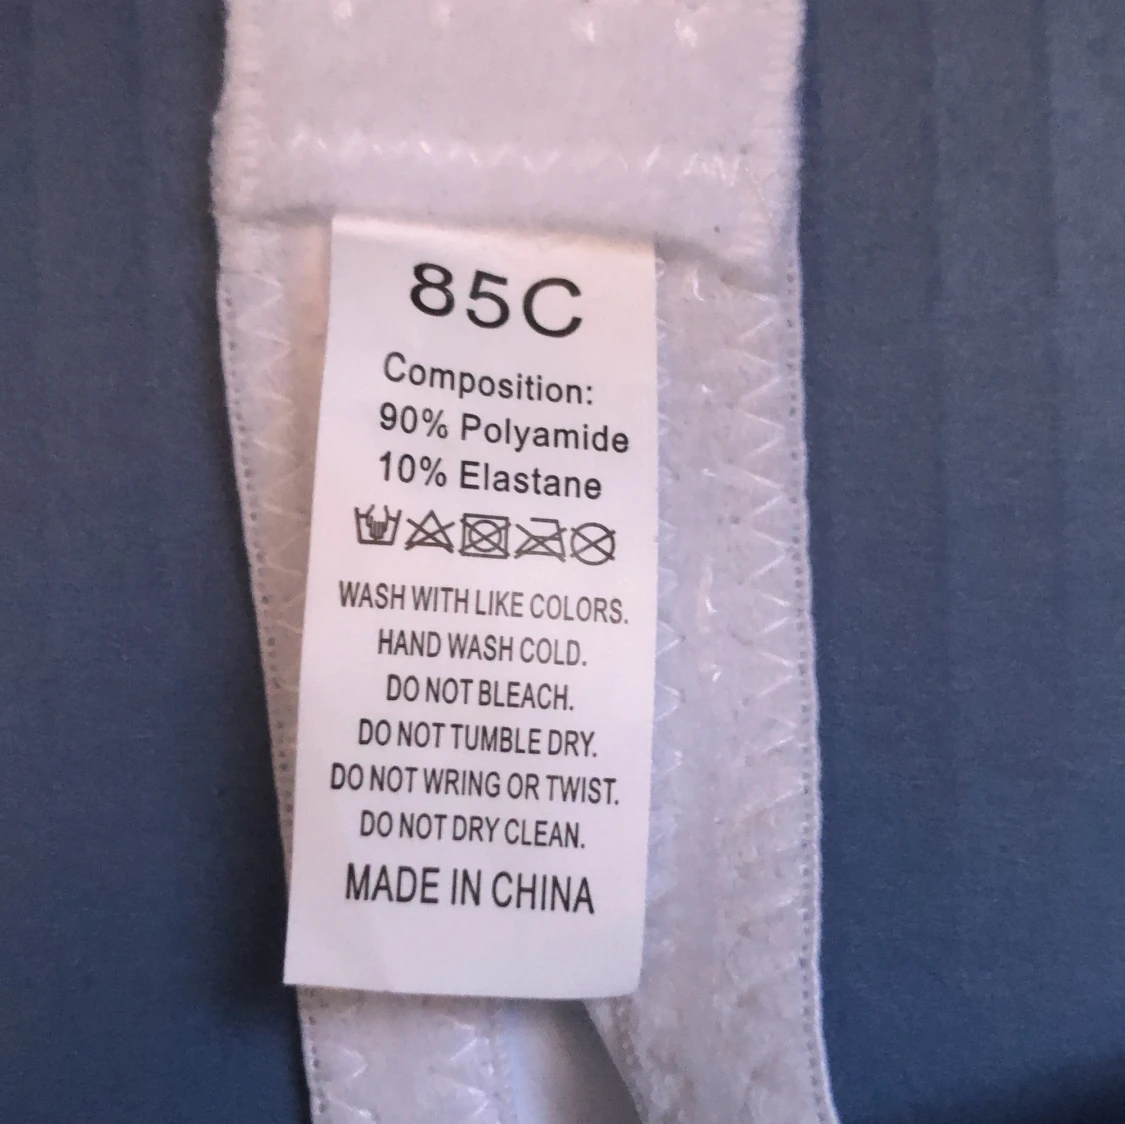 85C
Composition:
90% Polyamide
10% Elastane
WASH WITH LIKE COLORS.
HAND WASH COLD.
DO NOT BLEACH.
DO NOT TUMBLE DRY.
DO NOT WRING OR TWIST.
DO NOT DRY CLEAN.
MADE IN CHINA